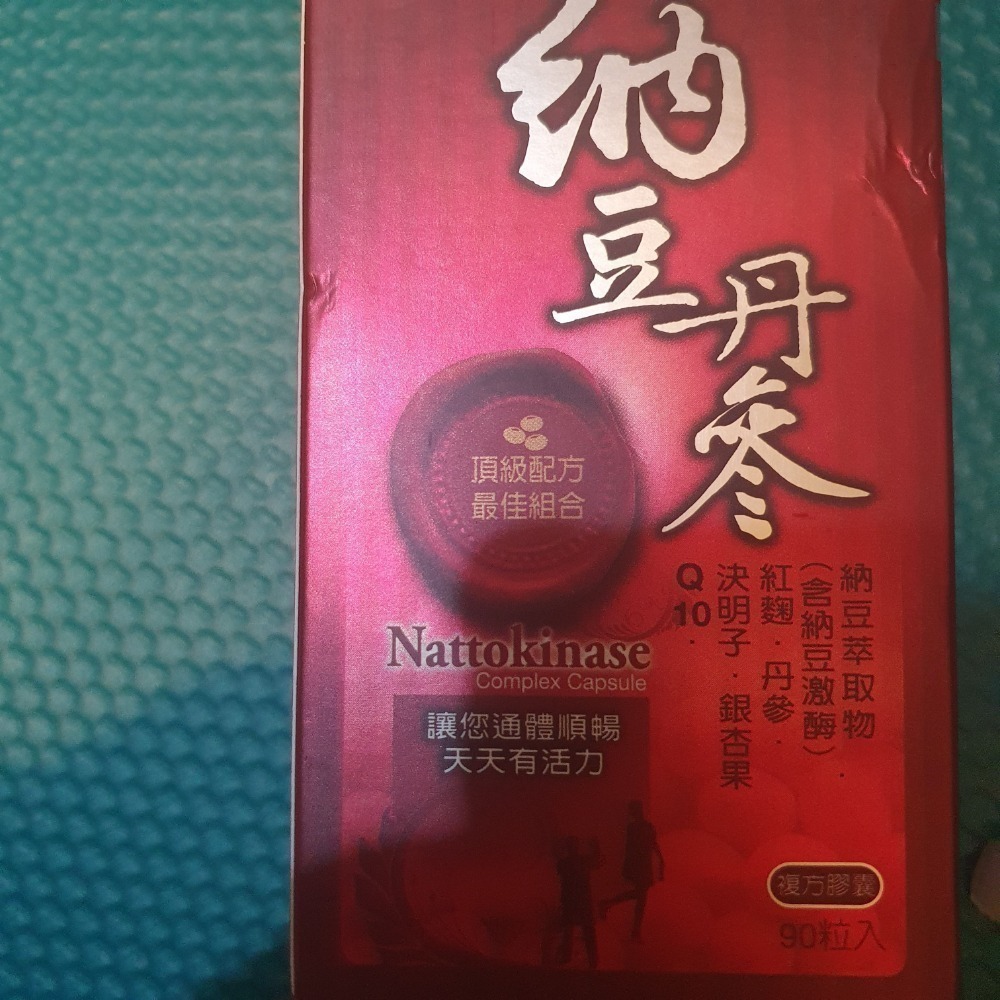 納豆丹參
頂級配方
最佳組合
Nattokinase
Complex Capsule
讓您通體順暢
天天有活力
納豆萃取物．
（含納豆激酶）
紅麴．丹參．
決明子．銀杏果
Q10．
複方膠囊
90粒入